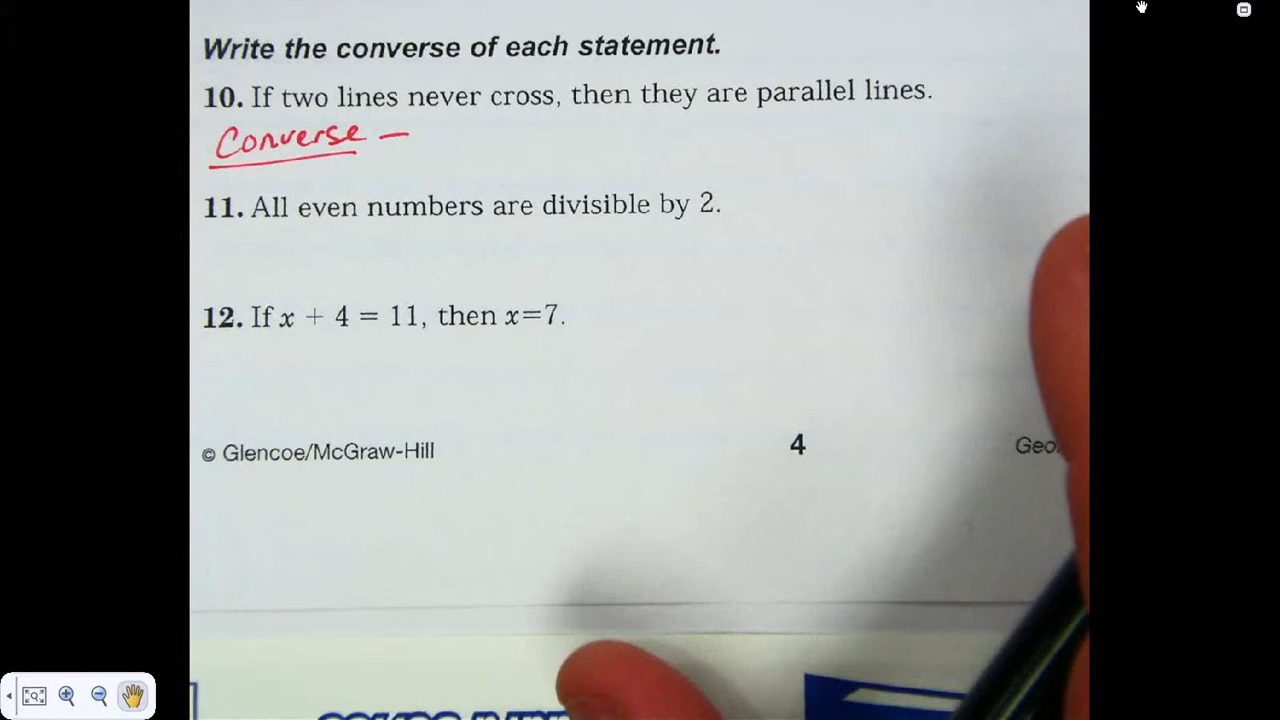 Write the converse of each statement.
10. If two lines never cross, then they are parallel lines.
Converse —
11. All even numbers are divisible by 2.
12. If x + 4 = 11, then x=7.
© Glencoe/McGraw-Hill 4